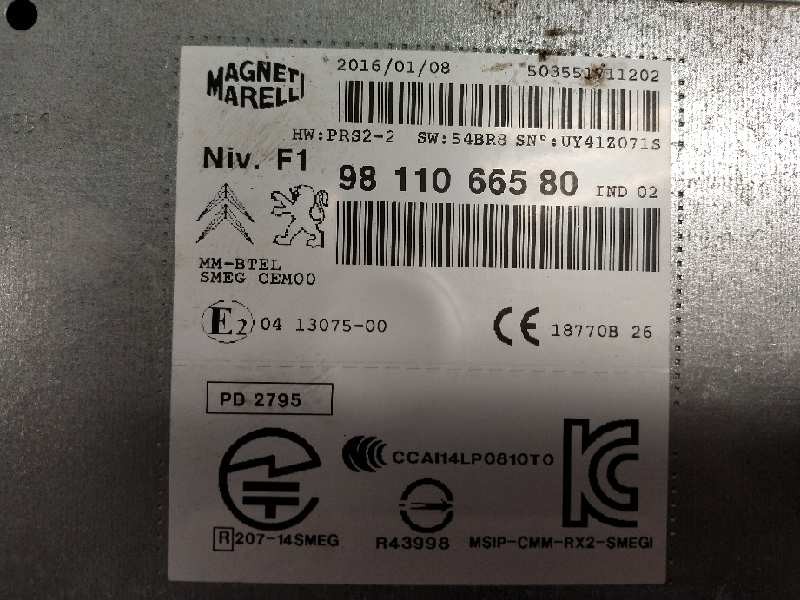 MAGNETI MARELLI
2016/01/08 503551911202
HW:PRS2-2 SW:54BR8 SN°:UY41Z071S
Niv. F1
98 110 665 80 IND 02
MM-BTEL
SMEG CEM00
E2 04 13075-00
CE 18770B 26
PD 2795
CCAI14LP0810T0
R 207-14SMEG
R43998
MSIP-CMM-RX2-SMEGI